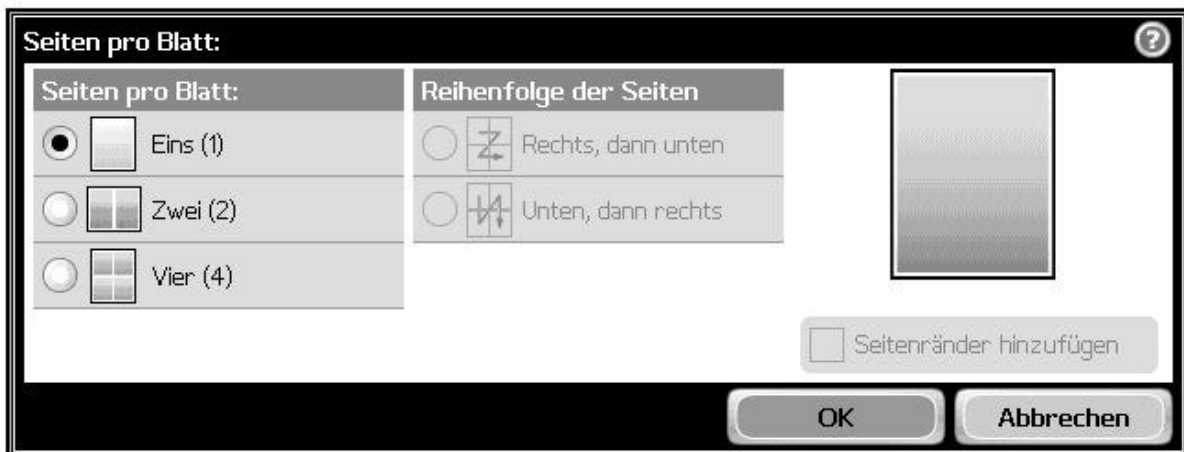 Seiten pro Blatt:
?
Seiten pro Blatt:
Eins (1)
Zwei (2)
Vier (4)
Reihenfolge der Seiten
Rechts, dann unten
Unten, dann rechts
Seitenränder hinzufügen
OK
Abbrechen